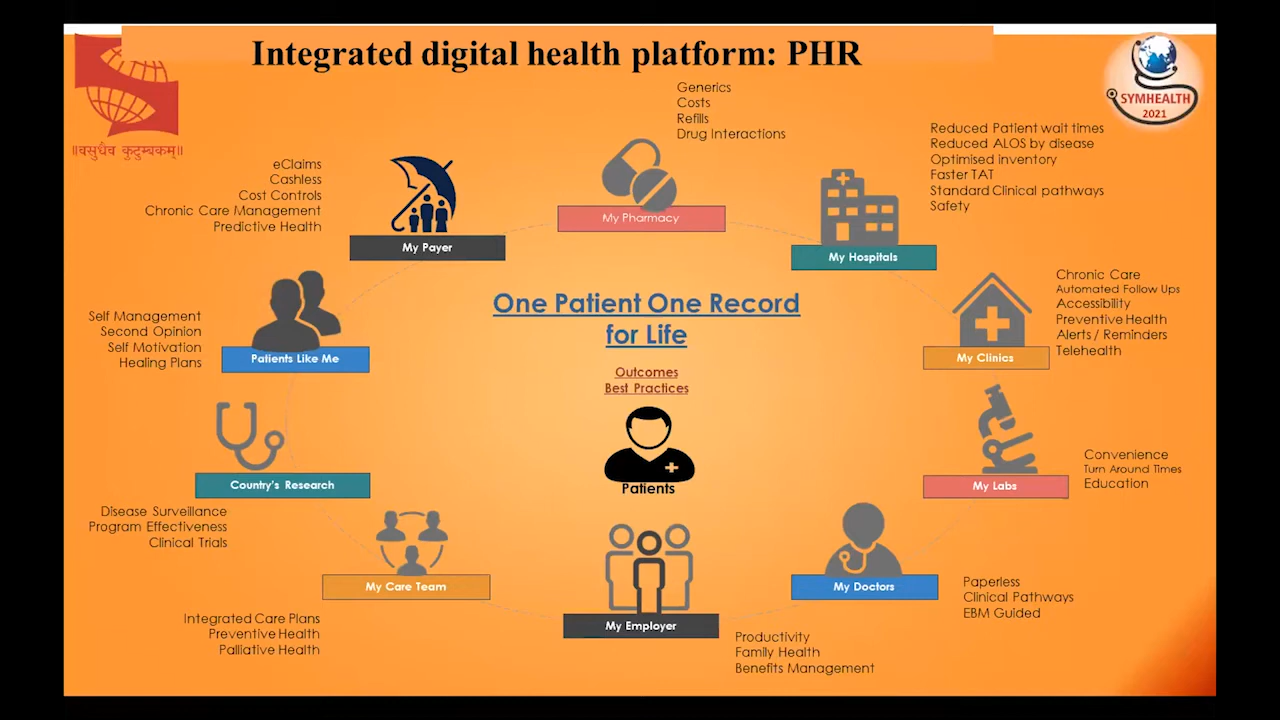 Integrated digital health platform: PHR
॥वसुधैव कुटुम्बकम्॥
SYMHEALTH
2021
Generics
Costs
Refills
Drug Interactions
My Pharmacy
Reduced Patient wait times
Reduced ALOS by disease
Optimised inventory
Faster TAT
Standard Clinical pathways
Safety
My Hospitals
eClaims
Cashless
Cost Controls
Chronic Care Management
Predictive Health
My Payer
Chronic Care
Automated Follow Ups
Accessibility
Preventive Health
Alerts / Reminders
Telehealth
My Clinics
One Patient One Record
for Life
Outcomes
Best Practices
Patients
Self Management
Second Opinion
Self Motivation
Healing Plans
Patients Like Me
Convenience
Turn Around Times
Education
My Labs
Country's Research
Disease Surveillance
Program Effectiveness
Clinical Trials
My Doctors
Paperless
Clinical Pathways
EBM Guided
My Care Team
Integrated Care Plans
Preventive Health
Palliative Health
My Employer
Productivity
Family Health
Benefits Management